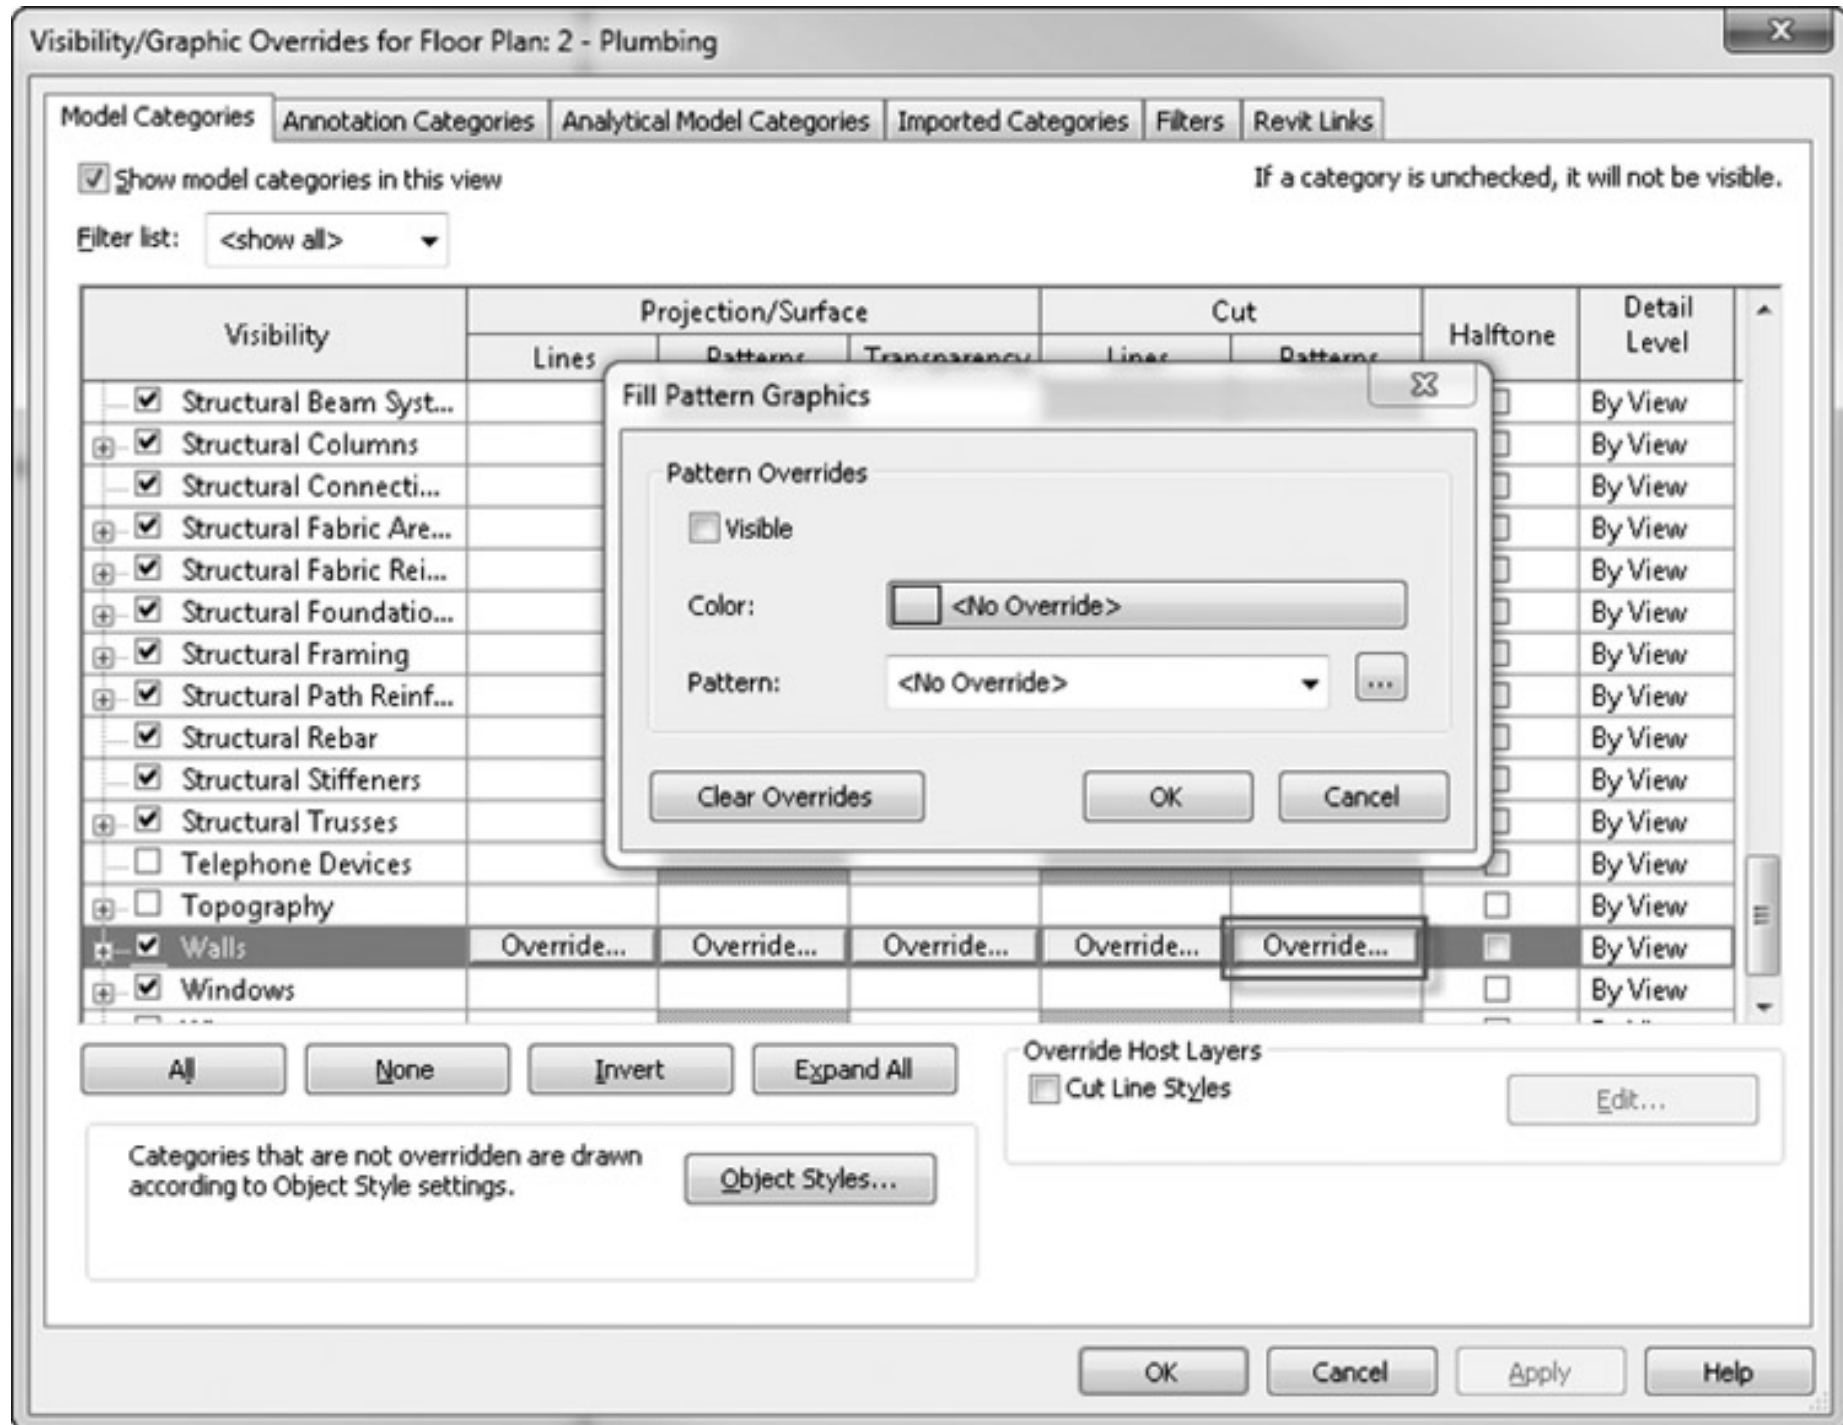 Visibility/Graphic Overrides for Floor Plan: 2 - Plumbing
Model Categories Annotation Categories Analytical Model Categories Imported Categories Filters Revit Links
Show model categories in this view If a category is unchecked, it will not be visible.
Filter list: <show all>
Visibility Projection/Surface Cut Halftone Detail Level
Lines Patterns Transparency Lines Patterns
Fill Pattern Graphics
Pattern Overrides
Visible
Color: <No Override>
Pattern: <No Override> ...
Clear Overrides OK Cancel
Structural Beam Syst... By View
Structural Columns By View
Structural Connecti... By View
Structural Fabric Are... By View
Structural Fabric Rei... By View
Structural Foundatio... By View
Structural Framing By View
Structural Path Reinf... By View
Structural Rebar By View
Structural Stiffeners By View
Structural Trusses By View
Telephone Devices By View
Topography By View
Walls Override... Override... Override... Override... Override... By View
Windows By View
All None Invert Expand All
Override Host Layers
Cut Line Styles Edit...
Categories that are not overridden are drawn
according to Object Style settings.
Object Styles...
OK Cancel Apply Help